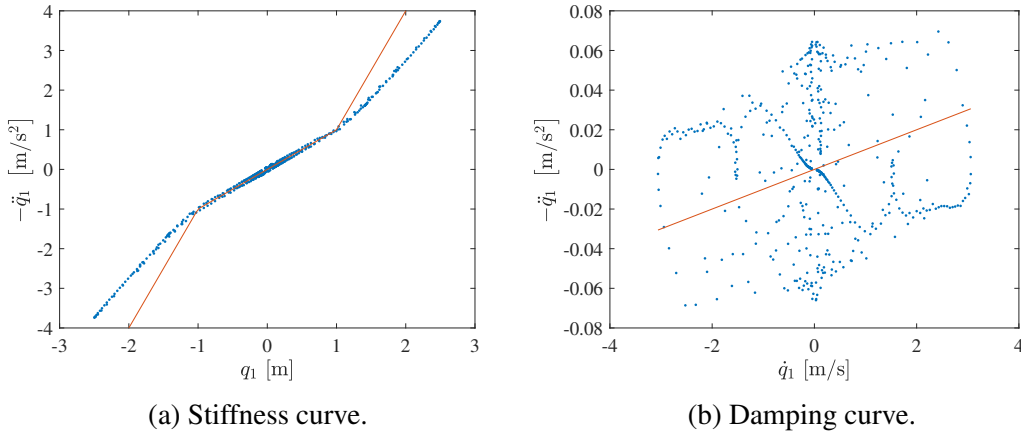 4
3
2
1
0
-1
-2
-3
-4
−q̈₁ [m/s²]
-3 -2 -1 0 1 2 3
q₁ [m]
(a) Stiffness curve.
0.08
0.06
0.04
0.02
0
-0.02
-0.04
-0.06
-0.08
−q̈₁ [m/s²]
-4 -2 0 2 4
q̇₁ [m/s]
(b) Damping curve.